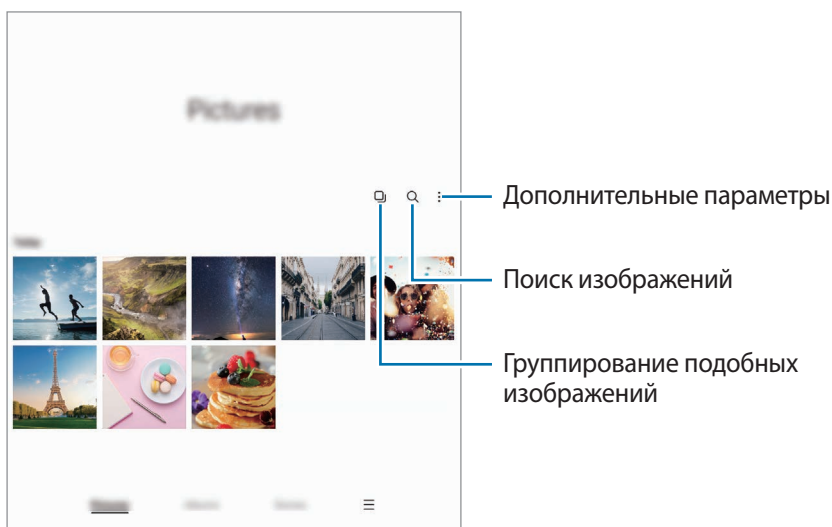 Pictures
Дополнительные параметры
Поиск изображений
Группирование подобных
изображений